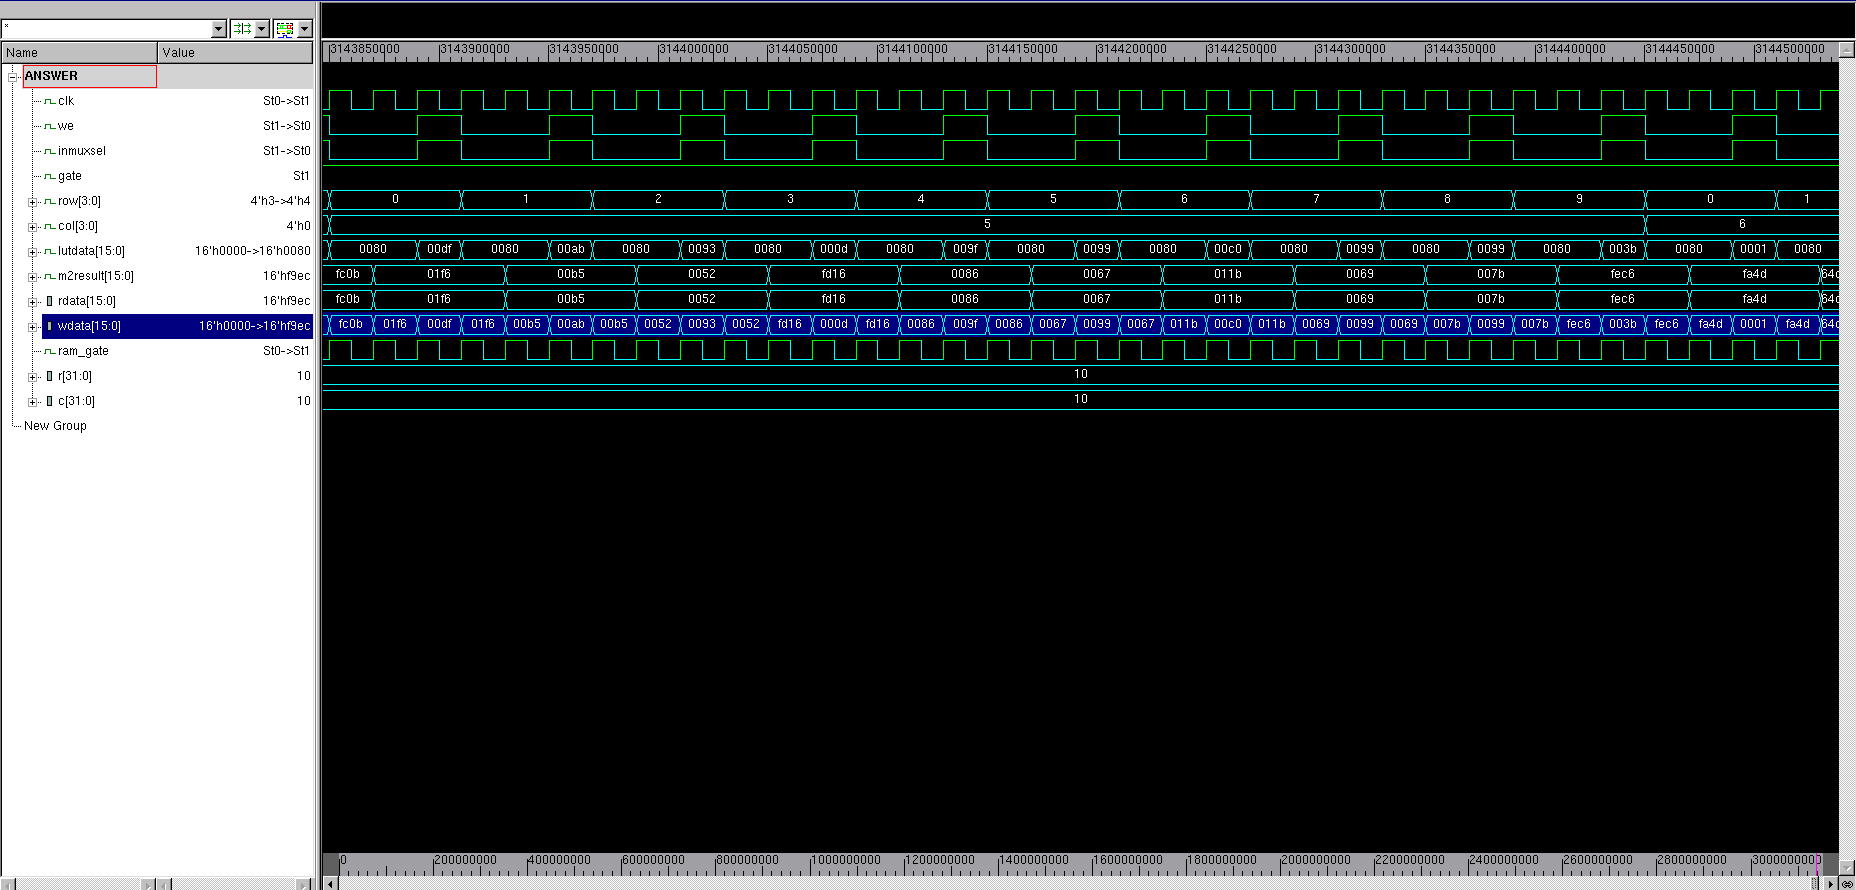 *
Name Value
3143850000 3143900000 3143950000 3144000000 3144050000 3144100000 3144150000 3144200000 3144250000 3144300000 3144350000 3144400000 3144450000 3144500000
ANSWER
clk St0->St1
we St1->St0
inmuxsel St1->St0
gate St1
row[3:0] 4'h3->4'h4 0 1 2 3 4 5 6 7 8 9 0 1
col[3:0] 4'h0 5 6
lutdata[15:0] 16'h0000->16'h0080 0080 00df 0080 00ab 0080 0093 0080 000d 0080 009f 0080 0099 0080 00c0 0080 0099 0080 0099 0080 003b 0080 0001 0080
m2result[15:0] 16'hf9ec fc0b 01f6 00b5 0052 fd16 0086 0067 011b 0069 007b fec6 fa4d
rdata[15:0] 16'hf9ec fc0b 01f6 00b5 0052 fd16 0086 0067 011b 0069 007b fec6 fa4d
wdata[15:0] 16'h0000->16'hf9ec fc0b 01f6 00df 01f6 00b5 00ab 00b5 0052 0093 0052 fd16 000d fd16 0086 009f 0086 0067 0099 0067 011b 00c0 011b 0069 0099 0069 007b 0099 007b fec6 003b fec6 fa4d 0001 fa4d
ram_gate St0->St1
r[31:0] 10 10
c[31:0] 10 10
New Group
0 200000000 400000000 600000000 800000000 1000000000 1200000000 1400000000 1600000000 1800000000 2000000000 2200000000 2400000000 2600000000 2800000000 3000000000